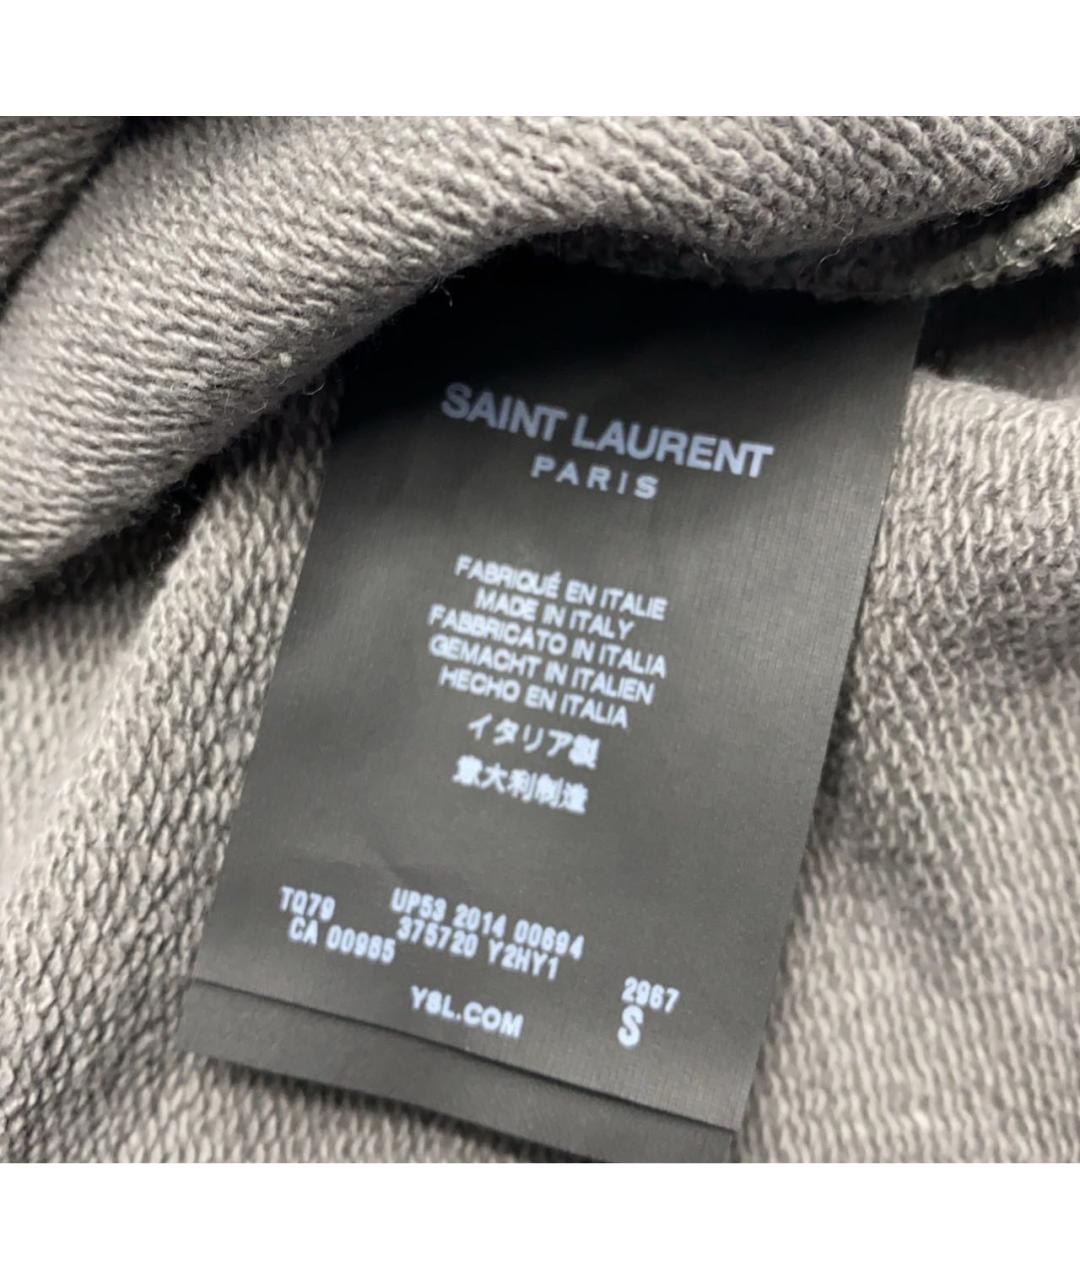 SAINT LAURENT
PARIS
FABRIQUÉ EN ITALIE
MADE IN ITALY
FABBRICATO IN ITALIA
GEMACHT IN ITALIEN
HECHO EN ITALIA
イタリア製
意大利制造
TQ79 UP53 2014 00694
CA 00985 375720 Y2HY1
2967
YSL.COM S